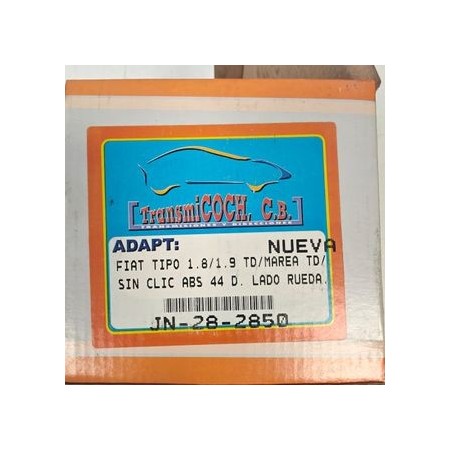 TransmiCOCH, C.B.
ADAPT: NUEVA
FIAT TIPO 1.8/1.9 TD/MAREA TD/
SIN CLIC ABS 44 D. LADO RUEDA.
JN-28-2850